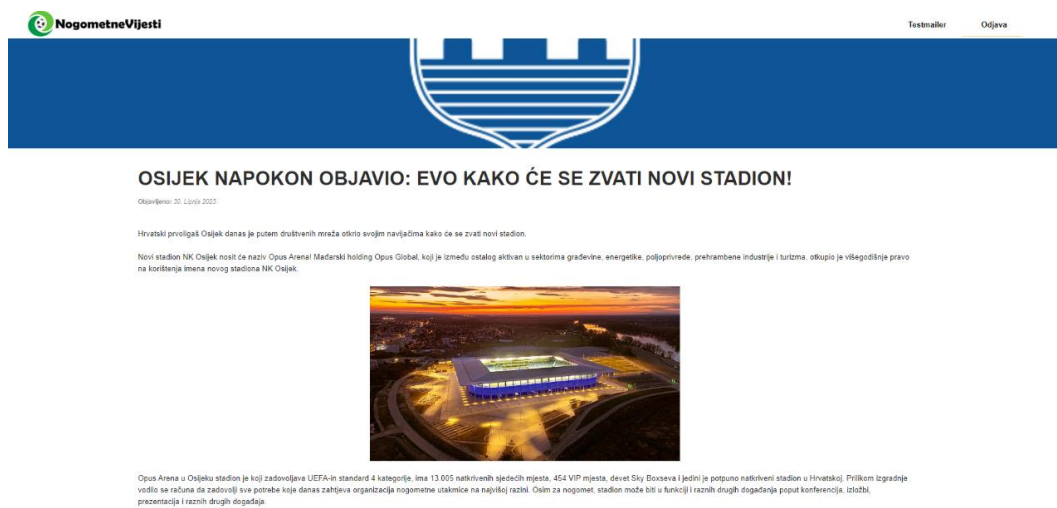 NogometneVijesti
Testmailer
Odjava
OSIJEK NAPOKON OBJAVIO: EVO KAKO ĆE SE ZVATI NOVI STADION!
Objavljeno: 30. Lipnja 2023.
Hrvatski prvoligaš Osijek danas je putem društvenih mreža otkrio svojim navijačima kako će se zvati novi stadion.
Novi stadion NK Osijek nosit će naziv Opus Arena! Mađarski holding Opus Global, koji je između ostalog aktivan u sektorima građevine, energetike, poljoprivrede, prehrambene industrije i turizma, otkupio je višegodišnje pravo
na korištenja imena novog stadiona NK Osijek.
Opus Arena u Osijeku stadion je koji zadovoljava UEFA-in standard 4 kategorije, ima 13.005 natkrivenih sjedećih mjesta, 454 VIP mjesta, devet Sky Boxseva i jedini je potpuno natkriveni stadion u Hrvatskoj. Prilikom izgradnje
vodilo se računa da zadovolji sve potrebe koje danas zahtjeva organizacija nogometne utakmice na najvišoj razini. Osim za nogomet, stadion može biti u funkciji i raznih drugih događanja poput konferencija, izložbi,
prezentacija i raznih drugih događaja.